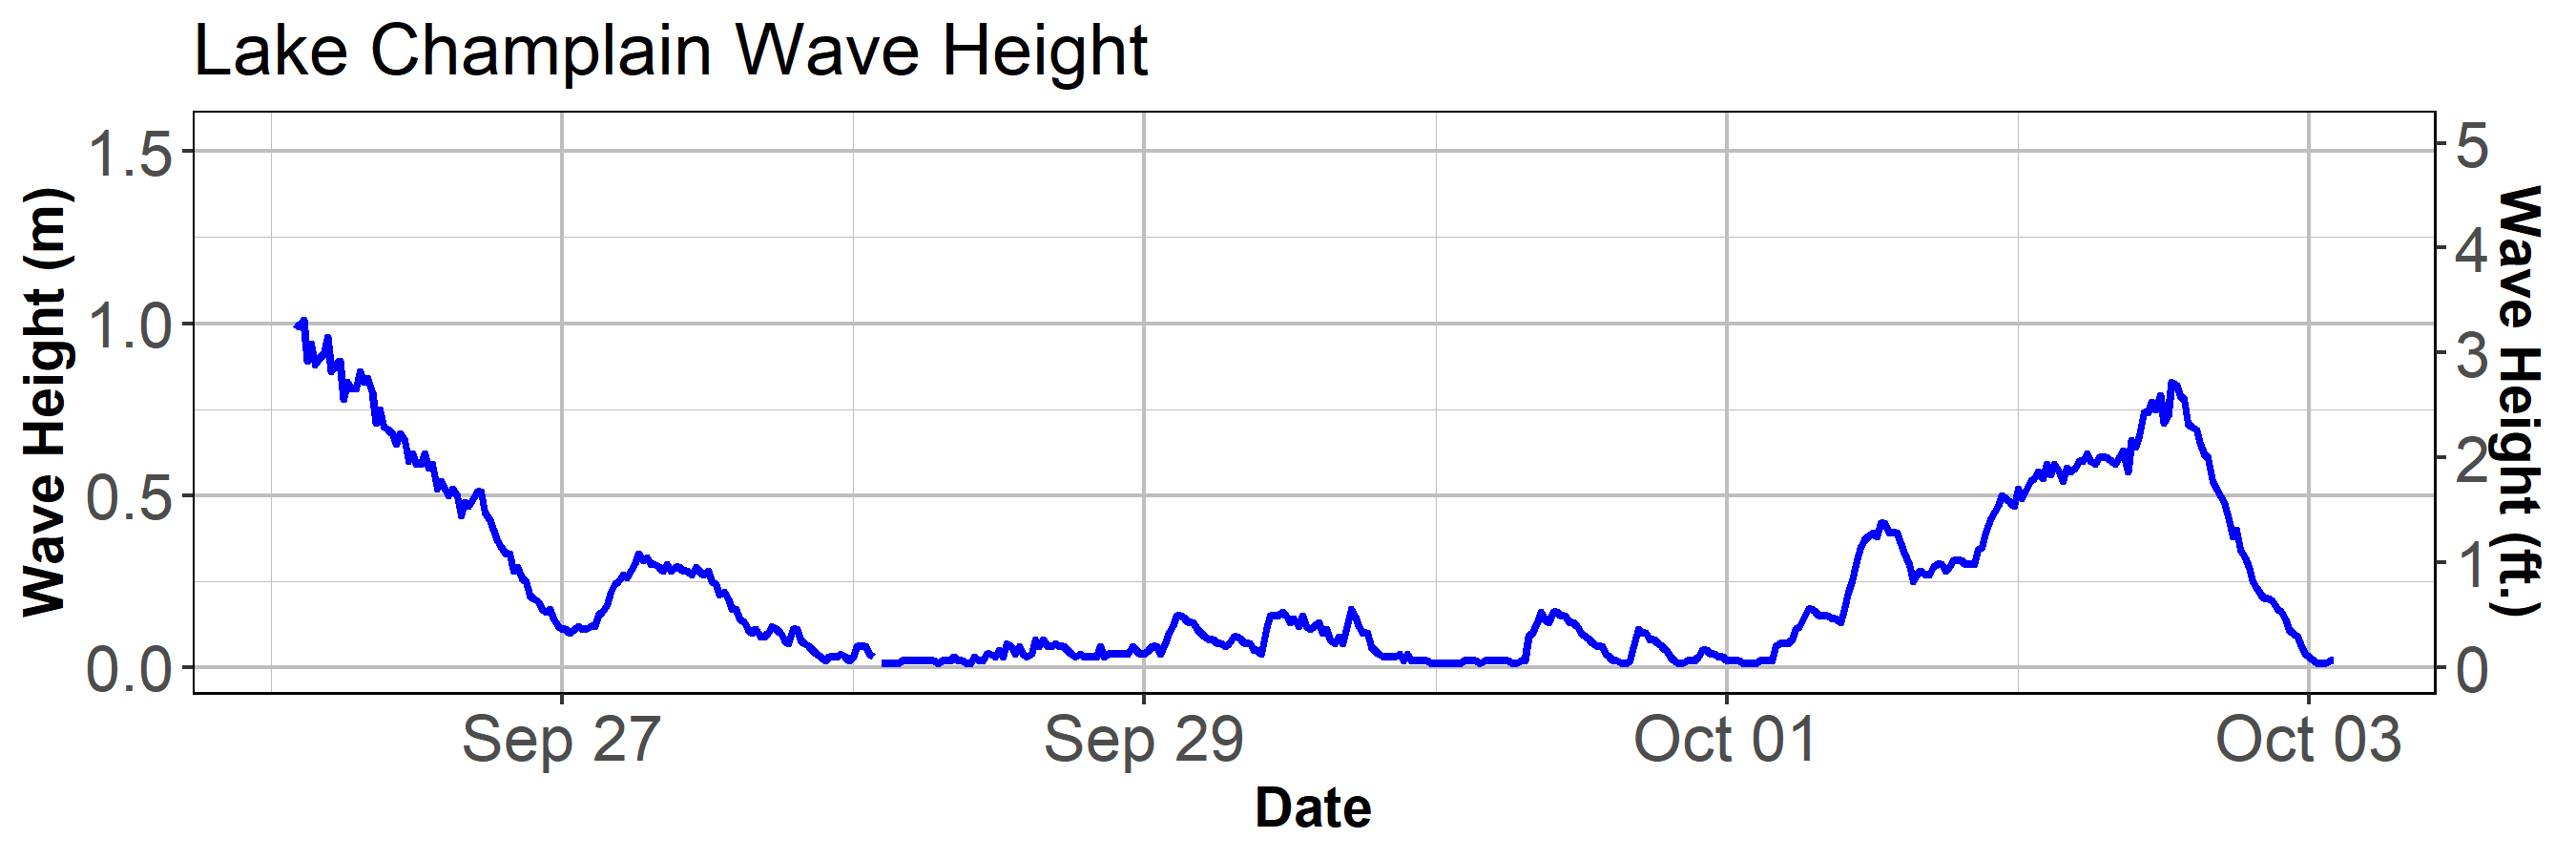 Lake Champlain Wave Height
Wave Height (m)
1.5
1.0
0.5
0.0
5
4
3
2
1
0
Wave Height (ft.)
Sep 27
Sep 29
Oct 01
Oct 03
Date